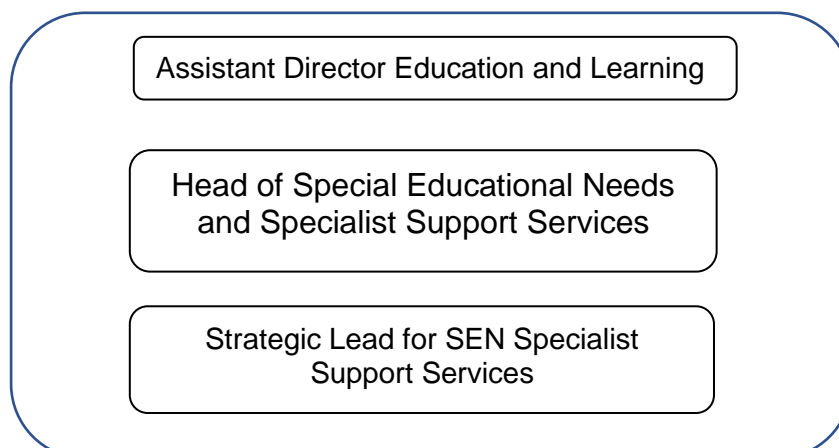 Assistant Director Education and Learning
Head of Special Educational Needs
and Specialist Support Services
Strategic Lead for SEN Specialist
Support Services